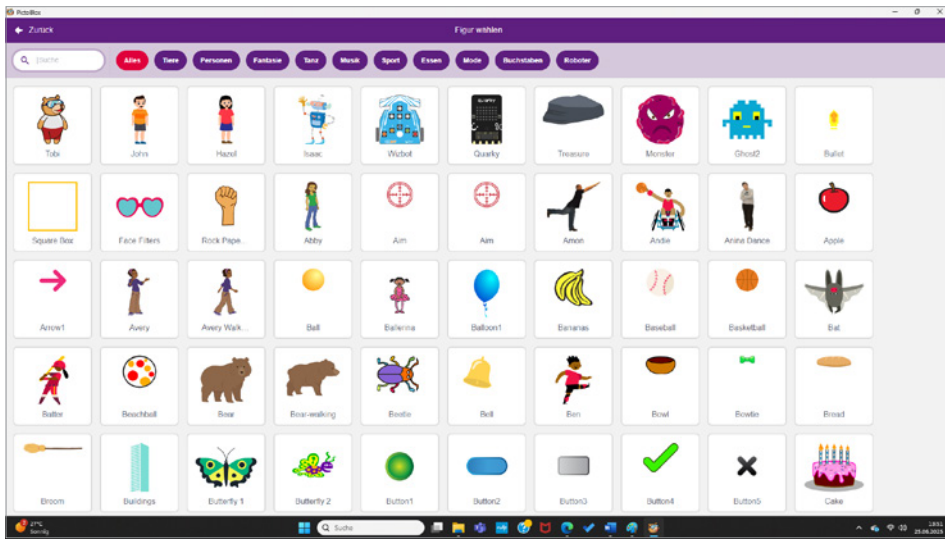 PictoBlox
Zurück
Figur wählen
Suche
Alles Tiere Personen Fantasie Tanz Musik Sport Essen Mode Buchstaben Roboter
Tobi John Hazel Isaac Wizbot Quarky Treasure Monster Ghost2 Bullet
Square Box Face Filters Rock Pape... Abby Aim Aim Amon Andie Anina Dance Apple
Arrow1 Avery Avery Walk... Ball Ballerina Balloon1 Bananas Baseball Basketball Bat
Batter Beachball Bear Bear-walking Beetle Bell Ben Bowl Bowtie Bread
Broom Buildings Butterfly 1 Butterfly 2 Button1 Button2 Button3 Button4 Button5 Cake
27°C
Sonnig
Suche